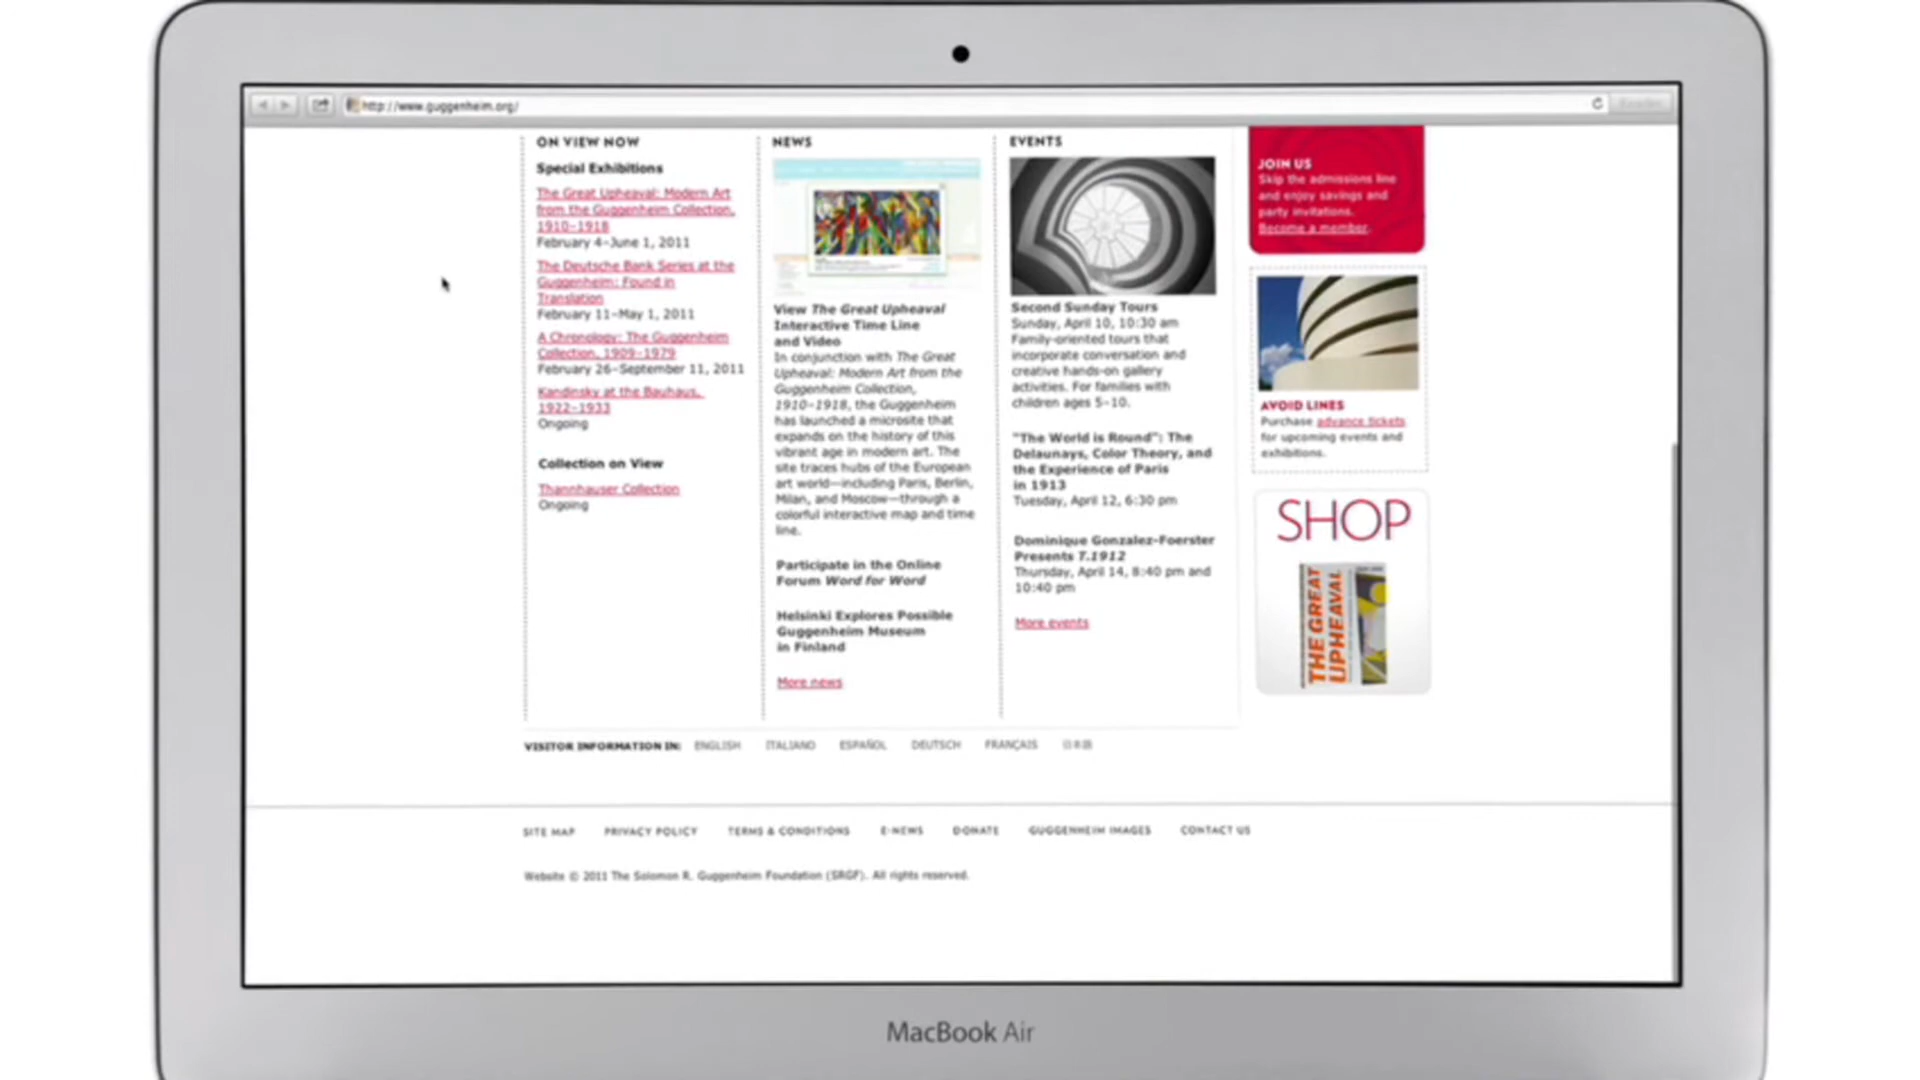 http://www.guggenheim.org/
Reader
ON VIEW NOW
Special Exhibitions
The Great Upheaval: Modern Art
from the Guggenheim Collection,
1910–1918
February 4–June 1, 2011
The Deutsche Bank Series at the
Guggenheim: Found in
Translation
February 11–May 1, 2011
A Chronology: The Guggenheim
Collection, 1909–1979
February 26–September 11, 2011
Kandinsky at the Bauhaus,
1922–1933
Ongoing
Collection on View
Thannhauser Collection
Ongoing
NEWS
View The Great Upheaval
Interactive Time Line
and Video
In conjunction with The Great
Upheaval: Modern Art from the
Guggenheim Collection,
1910–1918, the Guggenheim
has launched a microsite that
expands on the history of this
vibrant age in modern art. The
site traces hubs of the European
art world—including Paris, Berlin,
Milan, and Moscow—through a
colorful interactive map and time
line.
Participate in the Online
Forum Word for Word
Helsinki Explores Possible
Guggenheim Museum
in Finland
More news
EVENTS
Second Sunday Tours
Sunday, April 10, 10:30 am
Family-oriented tours that
incorporate conversation and
creative hands-on gallery
activities. For families with
children ages 5–10.
"The World is Round": The
Delaunays, Color Theory, and
the Experience of Paris
in 1913
Tuesday, April 12, 6:30 pm
Dominique Gonzalez-Foerster
Presents T.1912
Thursday, April 14, 8:40 pm and
10:40 pm
More events
JOIN US
Skip the admissions line
and enjoy savings and
party invitations.
Become a member.
AVOID LINES
Purchase advance tickets
for upcoming events and
exhibitions.
SHOP
THE GREAT
UPHEAVAL
VISITOR INFORMATION IN: ENGLISH ITALIANO ESPAÑOL DEUTSCH FRANÇAIS 日本語
SITE MAP PRIVACY POLICY TERMS & CONDITIONS E-NEWS DONATE GUGGENHEIM IMAGES CONTACT US
Website © 2011 The Solomon R. Guggenheim Foundation (SRGF). All rights reserved.
MacBook Air